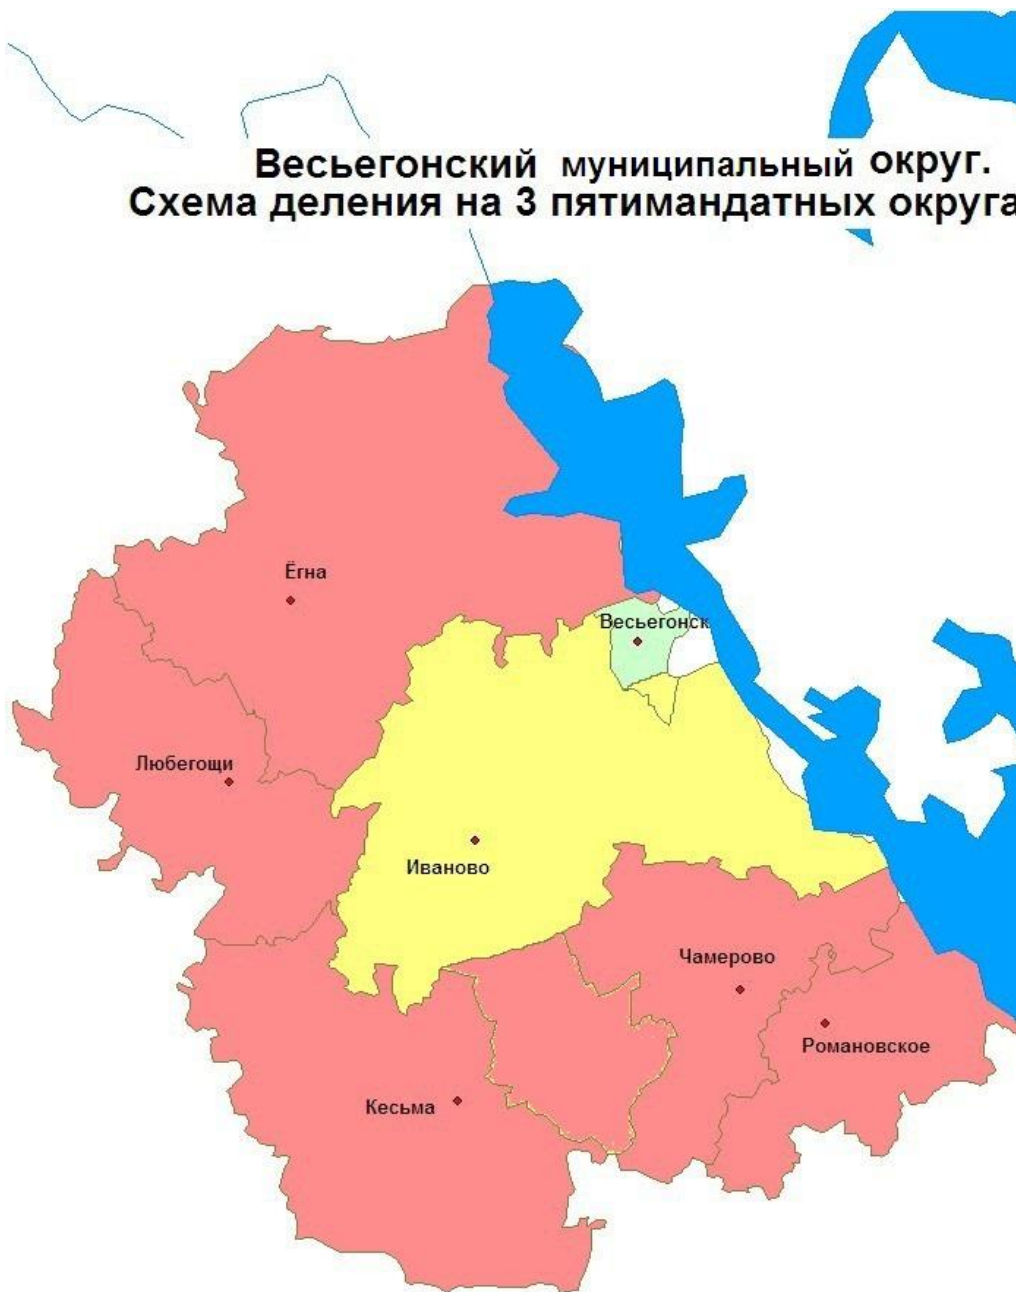 Весьегонский муниципальный округ.
Схема деления на 3 пятимандатных округа
Ёгна
Весьегонск
Любегощи
Иваново
Чамерово
Романовское
Кесьма